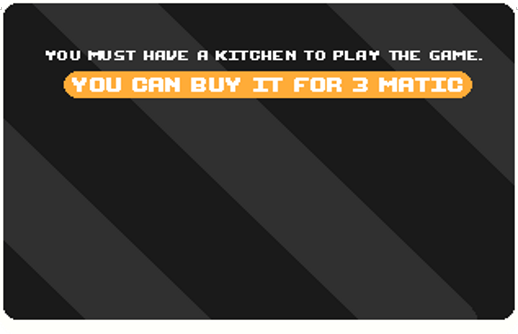 YOU MUST HAVE A KITCHEN TO PLAY THE GAME.
YOU CAN BUY IT FOR 3 MATIC